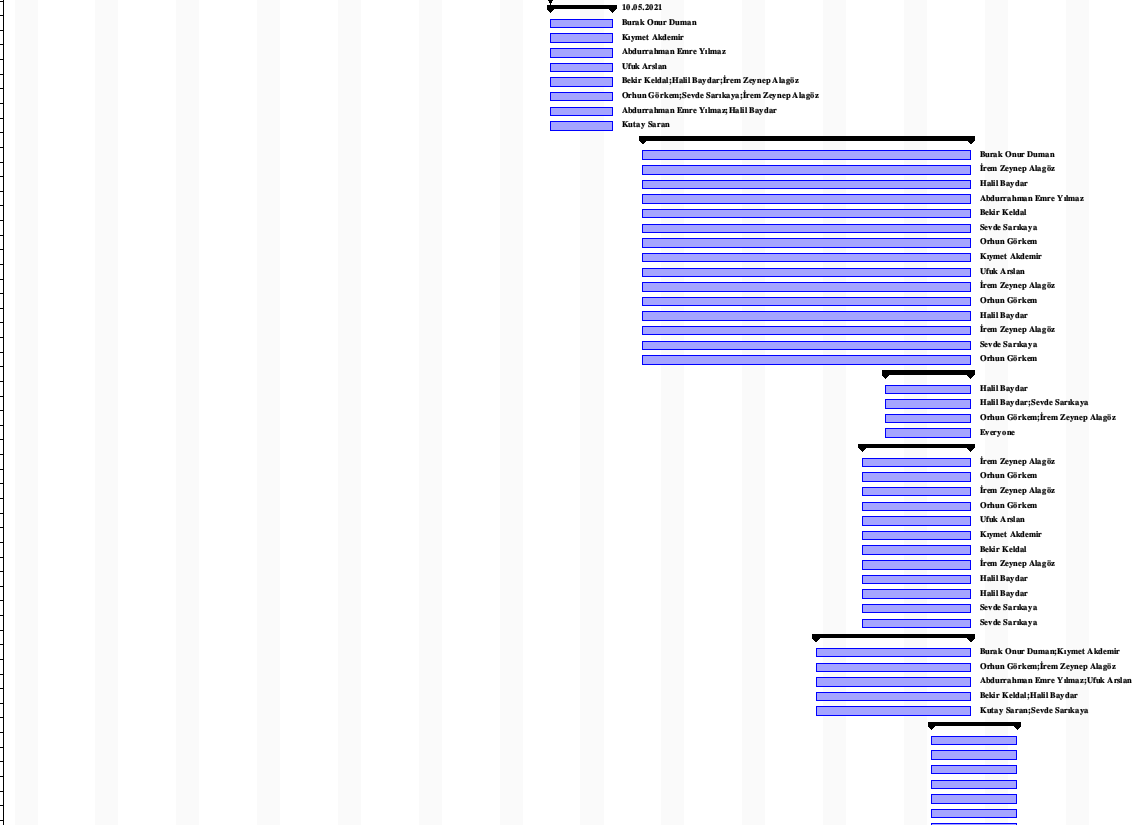 10.05.2021
Burak Onur Duman
Kıymet Akdemir
Abdurrahman Emre Yılmaz
Ufuk Arslan
Bekir Keldal;Halil Baydar;İrem Zeynep Alagöz
Orhun Görkem;Sevde Sarıkaya;İrem Zeynep Alagöz
Abdurrahman Emre Yılmaz;Halil Baydar
Kutay Saran
Burak Onur Duman
İrem Zeynep Alagöz
Halil Baydar
Abdurrahman Emre Yılmaz
Bekir Keldal
Sevde Sarıkaya
Orhun Görkem
Kıymet Akdemir
Ufuk Arslan
İrem Zeynep Alagöz
Orhun Görkem
Halil Baydar
İrem Zeynep Alagöz
Sevde Sarıkaya
Orhun Görkem
Halil Baydar
Halil Baydar;Sevde Sarıkaya
Orhun Görkem;İrem Zeynep Alagöz
Everyone
İrem Zeynep Alagöz
Orhun Görkem
İrem Zeynep Alagöz
Orhun Görkem
Ufuk Arslan
Kıymet Akdemir
Bekir Keldal
İrem Zeynep Alagöz
Halil Baydar
Halil Baydar
Sevde Sarıkaya
Sevde Sarıkaya
Burak Onur Duman;Kıymet Akdemir
Orhun Görkem;İrem Zeynep Alagöz
Abdurrahman Emre Yılmaz;Ufuk Arslan
Bekir Keldal;Halil Baydar
Kutay Saran;Sevde Sarıkaya